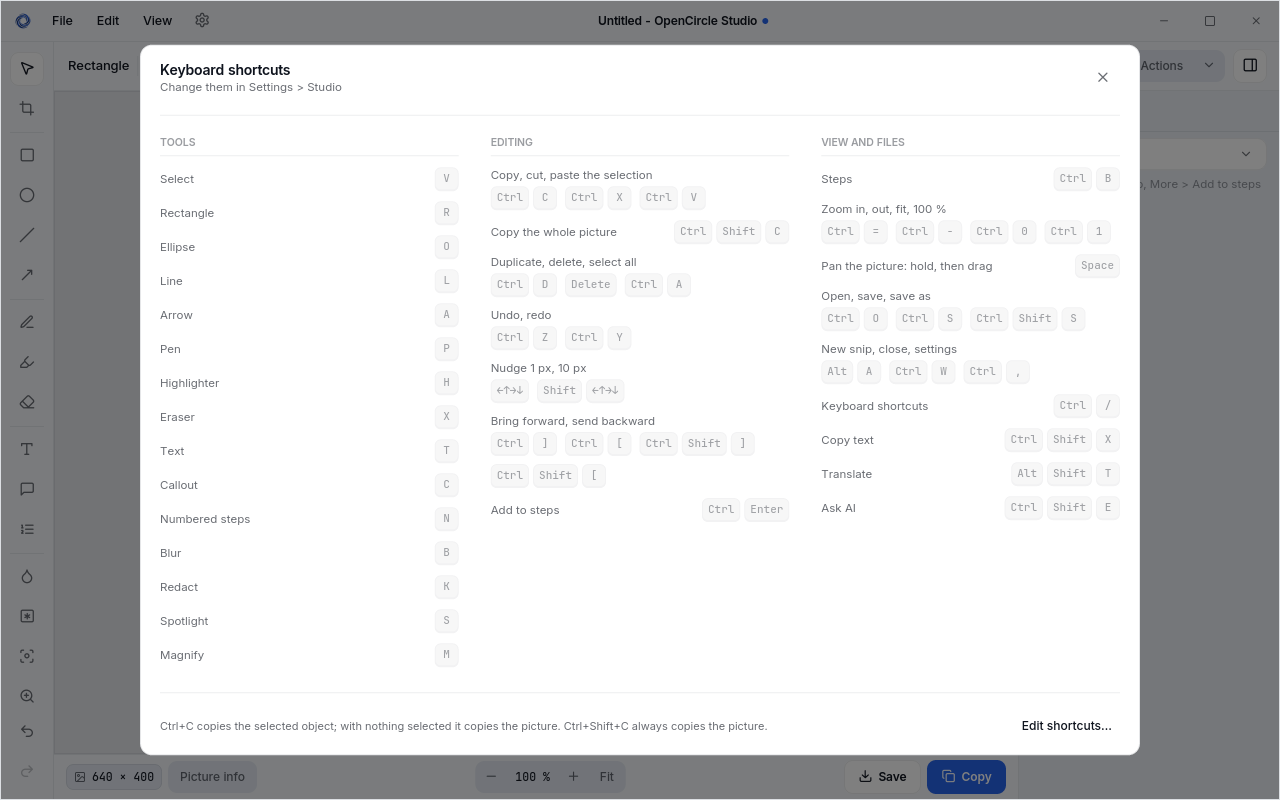 File Edit View Untitled - OpenCircle Studio
Rectangle
Actions
Keyboard shortcuts
Change them in Settings > Studio
TOOLS
Select V
Rectangle R
Ellipse O
Line L
Arrow A
Pen P
Highlighter H
Eraser X
Text T
Callout C
Numbered steps N
Blur B
Redact K
Spotlight S
Magnify M
EDITING
Copy, cut, paste the selection
Ctrl C Ctrl X Ctrl V
Copy the whole picture Ctrl Shift C
Duplicate, delete, select all
Ctrl D Delete Ctrl A
Undo, redo
Ctrl Z Ctrl Y
Nudge 1 px, 10 px
←↑→↓ Shift ←↑→↓
Bring forward, send backward
Ctrl ] Ctrl [ Ctrl Shift ]
Ctrl Shift [
Add to steps Ctrl Enter
VIEW AND FILES
Steps Ctrl B
Zoom in, out, fit, 100 %
Ctrl = Ctrl - Ctrl 0 Ctrl 1
Pan the picture: hold, then drag Space
Open, save, save as
Ctrl O Ctrl S Ctrl Shift S
New snip, close, settings
Alt A Ctrl W Ctrl ,
Keyboard shortcuts Ctrl /
Copy text Ctrl Shift X
Translate Alt Shift T
Ask AI Ctrl Shift E
, More > Add to steps
Ctrl+C copies the selected object; with nothing selected it copies the picture. Ctrl+Shift+C always copies the picture.
Edit shortcuts...
640 × 400 Picture info 100 % Fit Save Copy